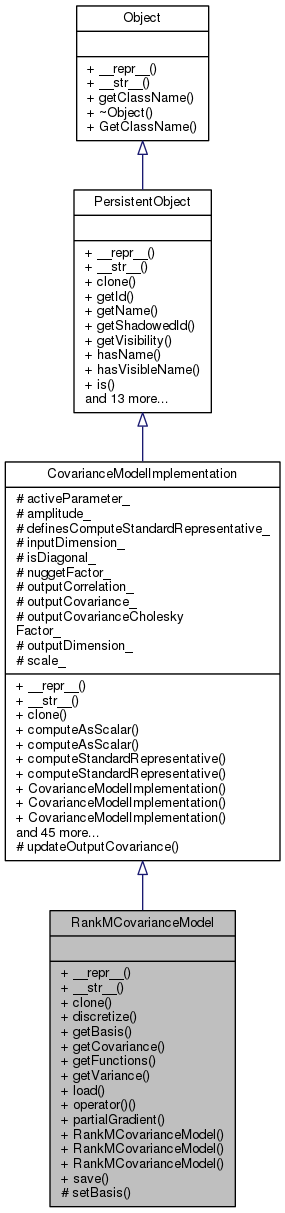 Object
+ __repr__()
+ __str__()
+ getClassName()
+ ~Object()
+ GetClassName()
PersistentObject
+ __repr__()
+ __str__()
+ clone()
+ getId()
+ getName()
+ getShadowedId()
+ getVisibility()
+ hasName()
+ hasVisibleName()
+ is()
and 13 more...
CovarianceModelImplementation
# activeParameter_
# amplitude_
# definesComputeStandardRepresentative_
# inputDimension_
# isDiagonal_
# nuggetFactor_
# outputCorrelation_
# outputCovariance_
# outputCovarianceCholesky
Factor_
# outputDimension_
# scale_
+ __repr__()
+ __str__()
+ clone()
+ computeAsScalar()
+ computeAsScalar()
+ computeStandardRepresentative()
+ computeStandardRepresentative()
+ CovarianceModelImplementation()
+ CovarianceModelImplementation()
+ CovarianceModelImplementation()
and 45 more...
# updateOutputCovariance()
RankMCovarianceModel
+ __repr__()
+ __str__()
+ clone()
+ discretize()
+ getBasis()
+ getCovariance()
+ getFunctions()
+ getVariance()
+ load()
+ operator()()
+ partialGradient()
+ RankMCovarianceModel()
+ RankMCovarianceModel()
+ RankMCovarianceModel()
+ save()
# setBasis()